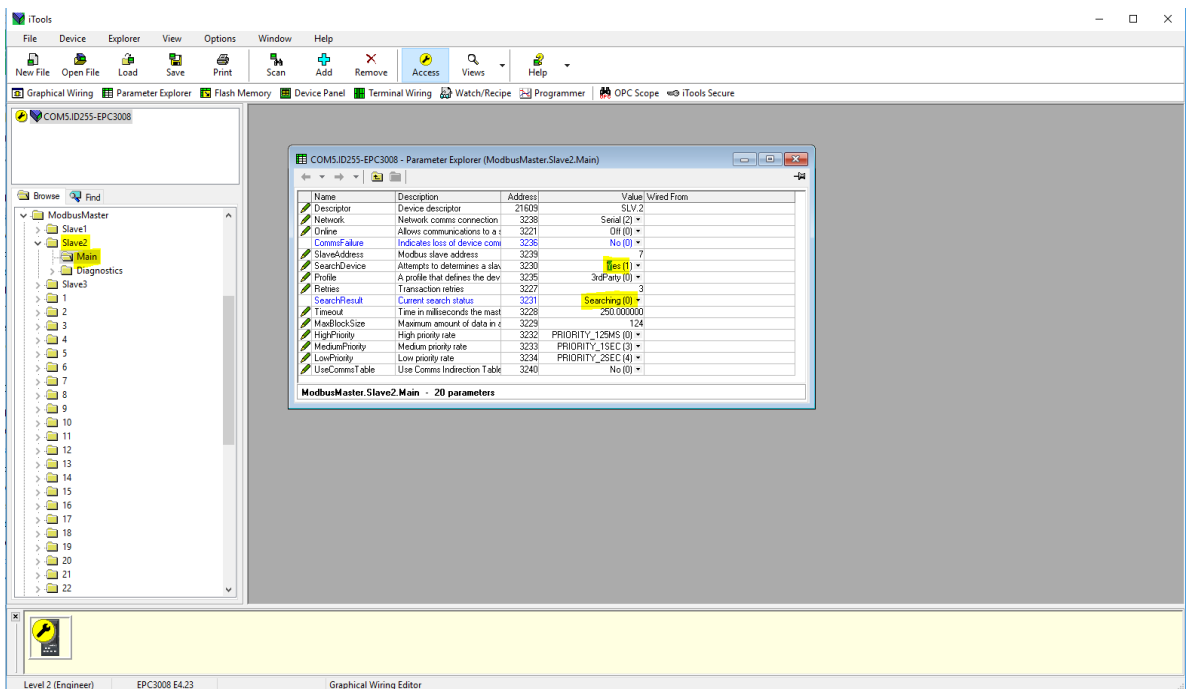 iTools
File Device Explorer View Options Window Help
New File Open File Load Save Print Scan Add Remove Access Views Help
Graphical Wiring Parameter Explorer Flash Memory Device Panel Terminal Wiring Watch/Recipe Programmer OPC Scope iTools Secure
COM5.ID255-EPC3008
Browse Find
ModbusMaster
Slave1
Slave2
Main
Diagnostics
Slave3
1
2
3
4
5
6
7
8
9
10
11
12
13
14
15
16
17
18
19
20
21
22
COM5.ID255-EPC3008 - Parameter Explorer (ModbusMaster.Slave2.Main)
Name Description Address Value Wired From
Descriptor Device descriptor 21609 SLV.2
Network Network comms connection 3238 Serial (2)
Online Allows communications to a s 3221 Off (0)
CommsFailure Indicates loss of device com 3236 No (0)
SlaveAddress Modbus slave address 3239 7
SearchDevice Attempts to determines a slav 3230 Yes (1)
Profile A profile that defines the dev 3235 3rdParty (0)
Retries Transaction retries 3227 3
SearchResult Current search status 3231 Searching (0)
Timeout Time in milliseconds the mast 3228 250.000000
MaxBlockSize Maximum amount of data in a 3229 124
HighPriority High priority rate 3232 PRIORITY_125MS (0)
MediumPriority Medium priority rate 3233 PRIORITY_1SEC (3)
LowPriority Low priority rate 3234 PRIORITY_2SEC (4)
UseCommsTable Use Comms Indirection Table 3240 No (0)
ModbusMaster.Slave2.Main - 20 parameters
Level 2 (Engineer) EPC3008 E4.23 Graphical Wiring Editor